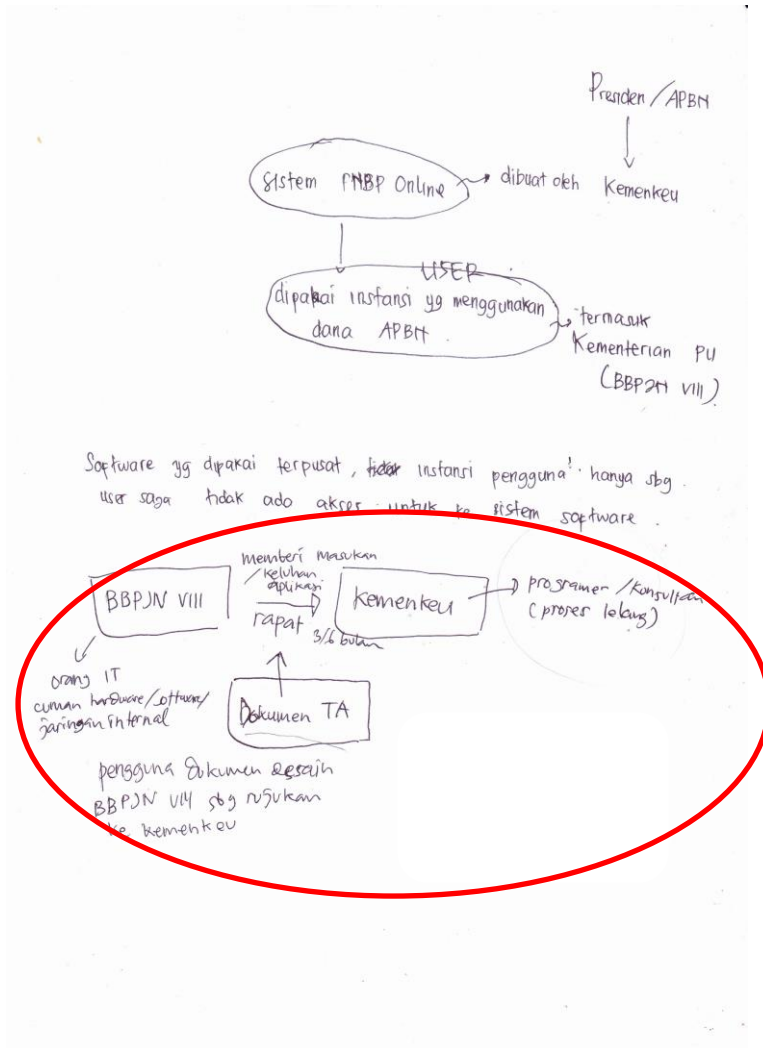 Presiden / APBN
Sistem PNBP Online
dibuat oleh Kemenkeu
USER
dipakai instansi yg menggunakan
dana APBN.
termasuk
Kementerian PU
(BBPJN VIII)
Software yg dipakai terpusat, instansi pengguna hanya sbg
user saja tidak ado akses untuk ke sistem software.
memberi masukan
/keluhan
aplikasi
BBPJN VIII
rapat
3/6 bulan
Kemenkeu
programer / konsultan
(proses lelang)
orang IT
cuman hardware/software/
jaringan internal
Dokumen TA
pengguna Dokumen Desain
BBPJN VIII sbg rujukan
ke kemenkeu